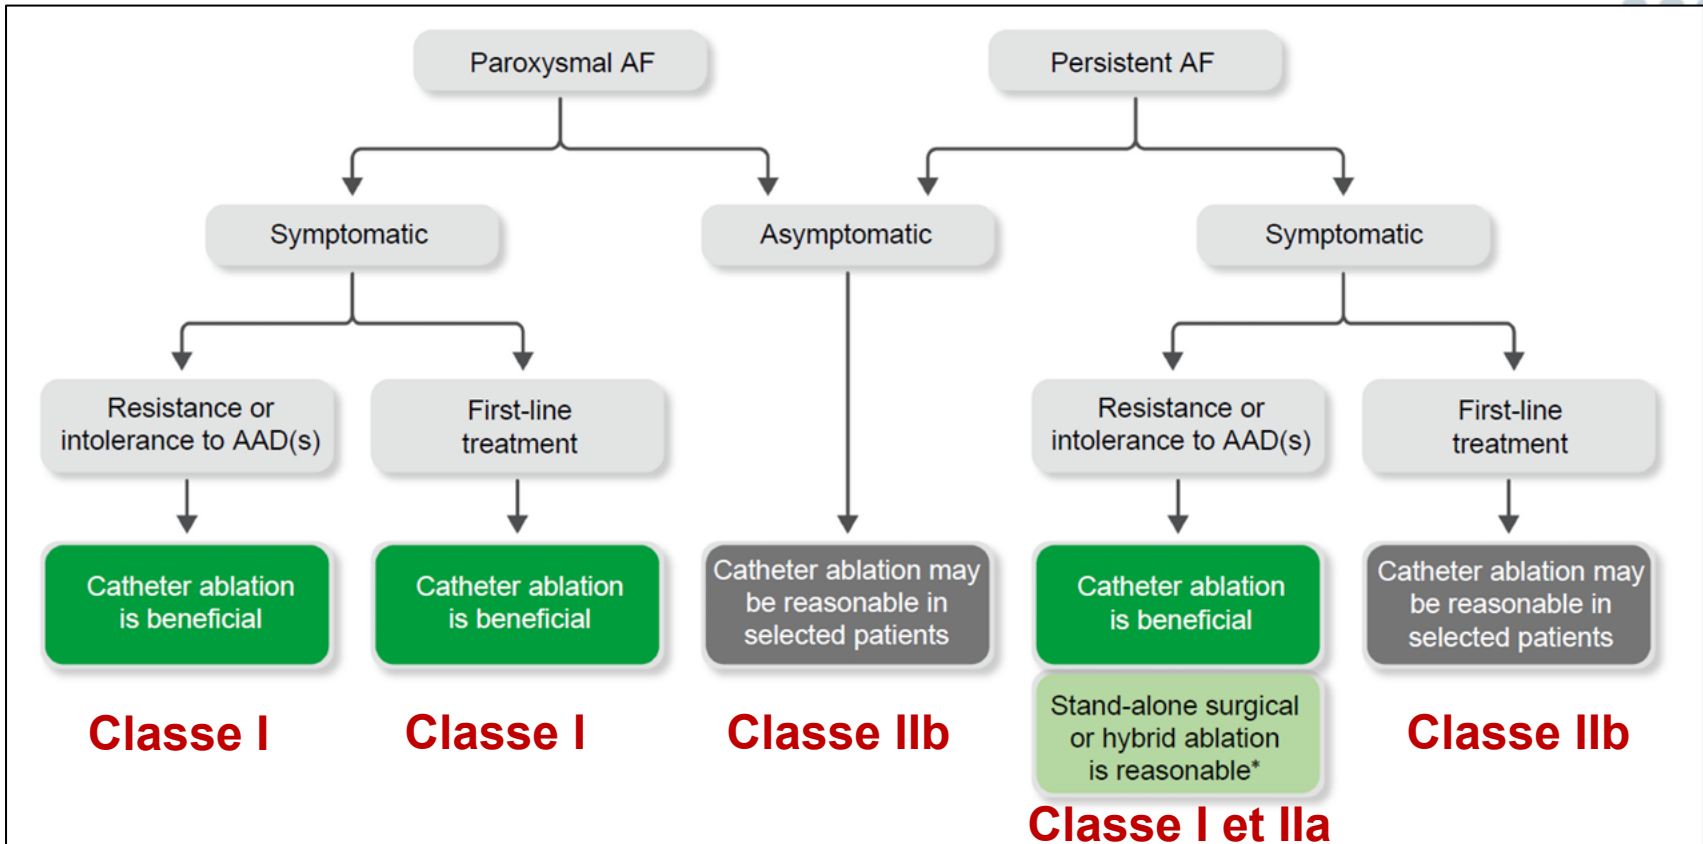 Paroxysmal AF
Persistent AF
Symptomatic
Asymptomatic
Symptomatic
Resistance or
intolerance to AAD(s)
First-line
treatment
Resistance or
intolerance to AAD(s)
First-line
treatment
Catheter ablation
is beneficial
Catheter ablation
is beneficial
Catheter ablation may
be reasonable in
selected patients
Catheter ablation
is beneficial
Catheter ablation may
be reasonable in
selected patients
Stand-alone surgical
or hybrid ablation
is reasonable*
Classe I
Classe I
Classe IIb
Classe I et IIa
Classe IIb